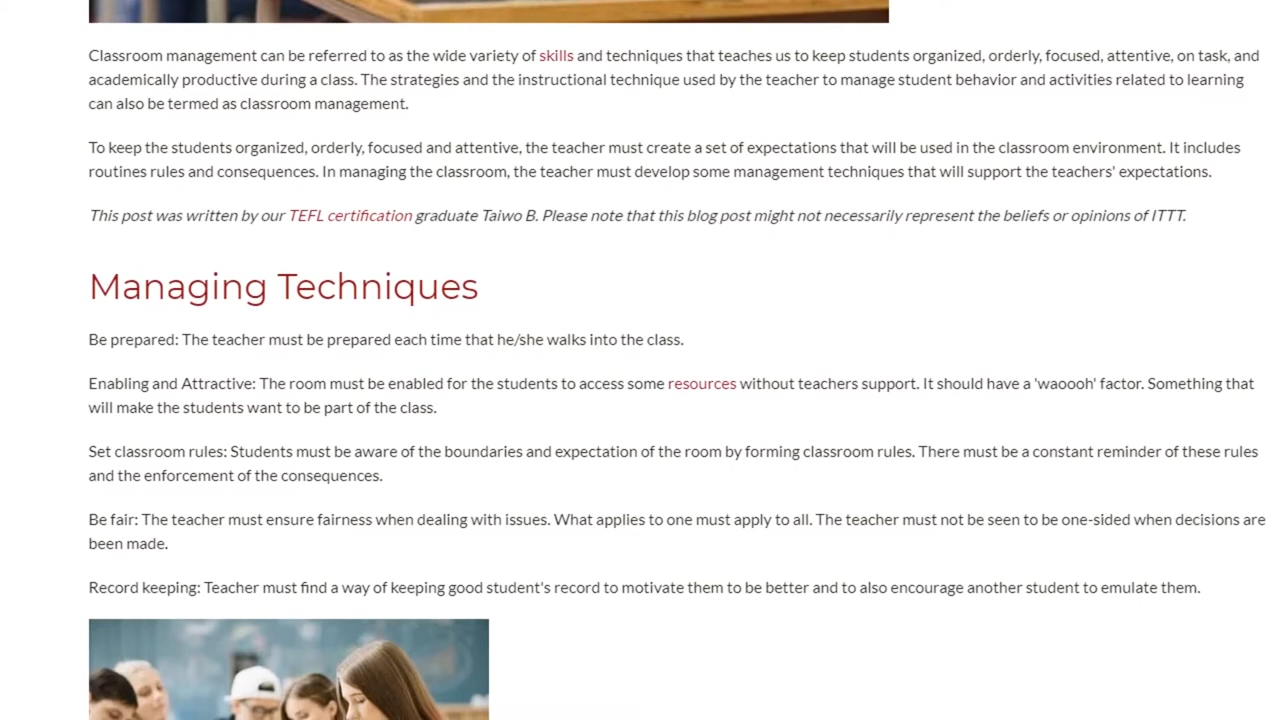 Classroom management can be referred to as the wide variety of skills and techniques that teaches us to keep students organized, orderly, focused, attentive, on task, and
academically productive during a class. The strategies and the instructional technique used by the teacher to manage student behavior and activities related to learning
can also be termed as classroom management.
To keep the students organized, orderly, focused and attentive, the teacher must create a set of expectations that will be used in the classroom environment. It includes
routines rules and consequences. In managing the classroom, the teacher must develop some management techniques that will support the teachers' expectations.
This post was written by our TEFL certification graduate Taiwo B. Please note that this blog post might not necessarily represent the beliefs or opinions of ITTT.
Managing Techniques
Be prepared: The teacher must be prepared each time that he/she walks into the class.
Enabling and Attractive: The room must be enabled for the students to access some resources without teachers support. It should have a 'waoooh' factor. Something that
will make the students want to be part of the class.
Set classroom rules: Students must be aware of the boundaries and expectation of the room by forming classroom rules. There must be a constant reminder of these rules
and the enforcement of the consequences.
Be fair: The teacher must ensure fairness when dealing with issues. What applies to one must apply to all. The teacher must not be seen to be one-sided when decisions are
been made.
Record keeping: Teacher must find a way of keeping good student's record to motivate them to be better and to also encourage another student to emulate them.